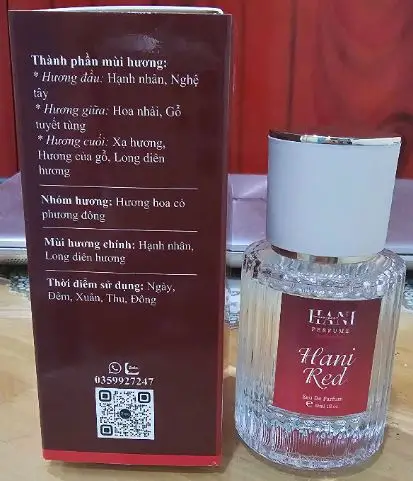 Thành phần mùi hương:
* Hương đầu: Hạnh nhân, Nghệ
tây
* Hương giữa: Hoa nhài, Gỗ
tuyết tùng
* Hương cuối: Xạ hương,
Hương của gỗ, Long diên
hương
Nhóm hương: Hương hoa cỏ
phương đông
Mùi hương chính: Hạnh nhân,
Long diên hương
Thời điểm sử dụng: Ngày,
Đêm, Xuân, Thu, Đông
0359927247
HANI
PERFUME
Hani
Red
Eau De Parfum